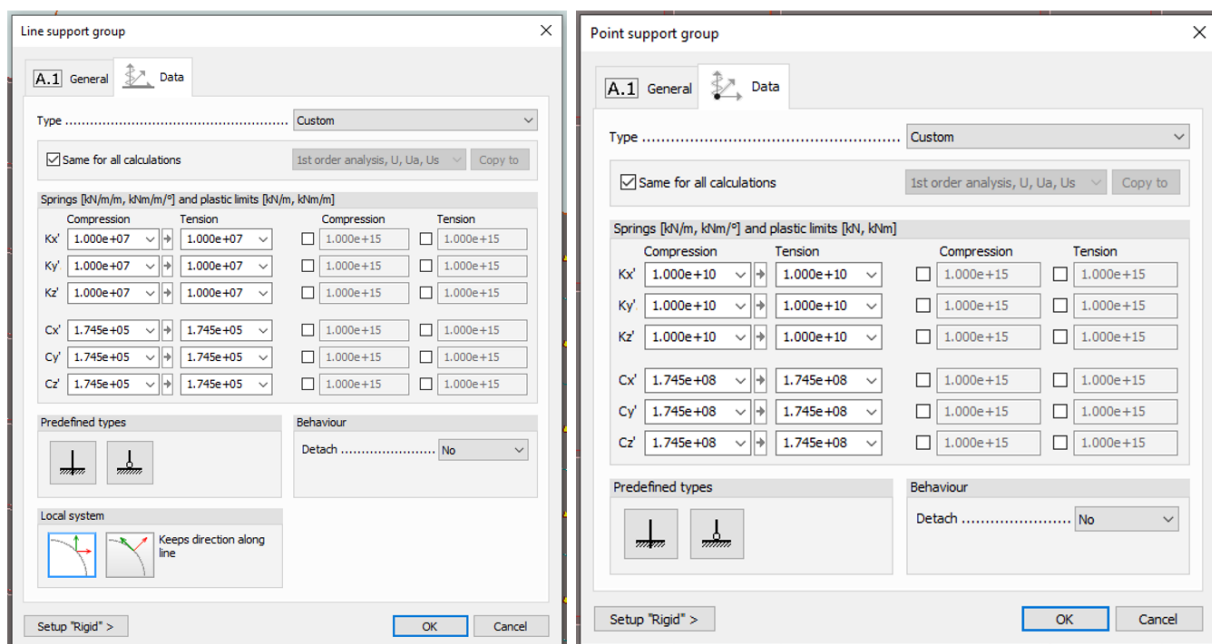 Line support group
A.1 General Data
Type Custom
Same for all calculations 1st order analysis, U, Ua, Us Copy to
Springs [kN/m/m, kNm/m/°] and plastic limits [kN/m, kNm/m]
Compression Tension Compression Tension
Kx' 1.000e+07 1.000e+07 1.000e+15 1.000e+15
Ky' 1.000e+07 1.000e+07 1.000e+15 1.000e+15
Kz' 1.000e+07 1.000e+07 1.000e+15 1.000e+15
Cx' 1.745e+05 1.745e+05 1.000e+15 1.000e+15
Cy' 1.745e+05 1.745e+05 1.000e+15 1.000e+15
Cz' 1.745e+05 1.745e+05 1.000e+15 1.000e+15
Predefined types Behaviour
Detach No
Local system
Keeps direction along
line
Setup "Rigid" > OK Cancel
Point support group
A.1 General Data
Type Custom
Same for all calculations 1st order analysis, U, Ua, Us Copy to
Springs [kN/m, kNm/°] and plastic limits [kN, kNm]
Compression Tension Compression Tension
Kx' 1.000e+10 1.000e+10 1.000e+15 1.000e+15
Ky' 1.000e+10 1.000e+10 1.000e+15 1.000e+15
Kz' 1.000e+10 1.000e+10 1.000e+15 1.000e+15
Cx' 1.745e+08 1.745e+08 1.000e+15 1.000e+15
Cy' 1.745e+08 1.745e+08 1.000e+15 1.000e+15
Cz' 1.745e+08 1.745e+08 1.000e+15 1.000e+15
Predefined types Behaviour
Detach No
Setup "Rigid" > OK Cancel